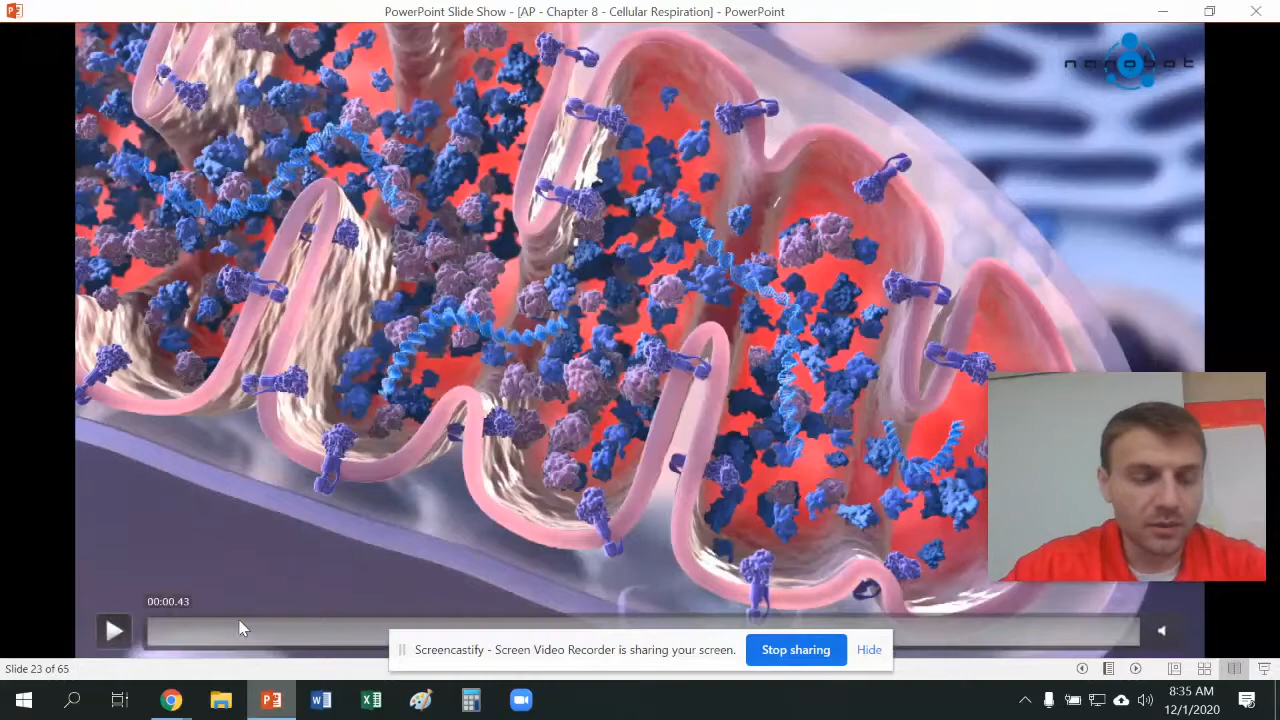 PowerPoint Slide Show - [AP - Chapter 8 - Cellular Respiration] - PowerPoint
nanobot
00:00.43
Screencastify - Screen Video Recorder is sharing your screen.
Stop sharing
Hide
Slide 23 of 65
8:35 AM
12/1/2020